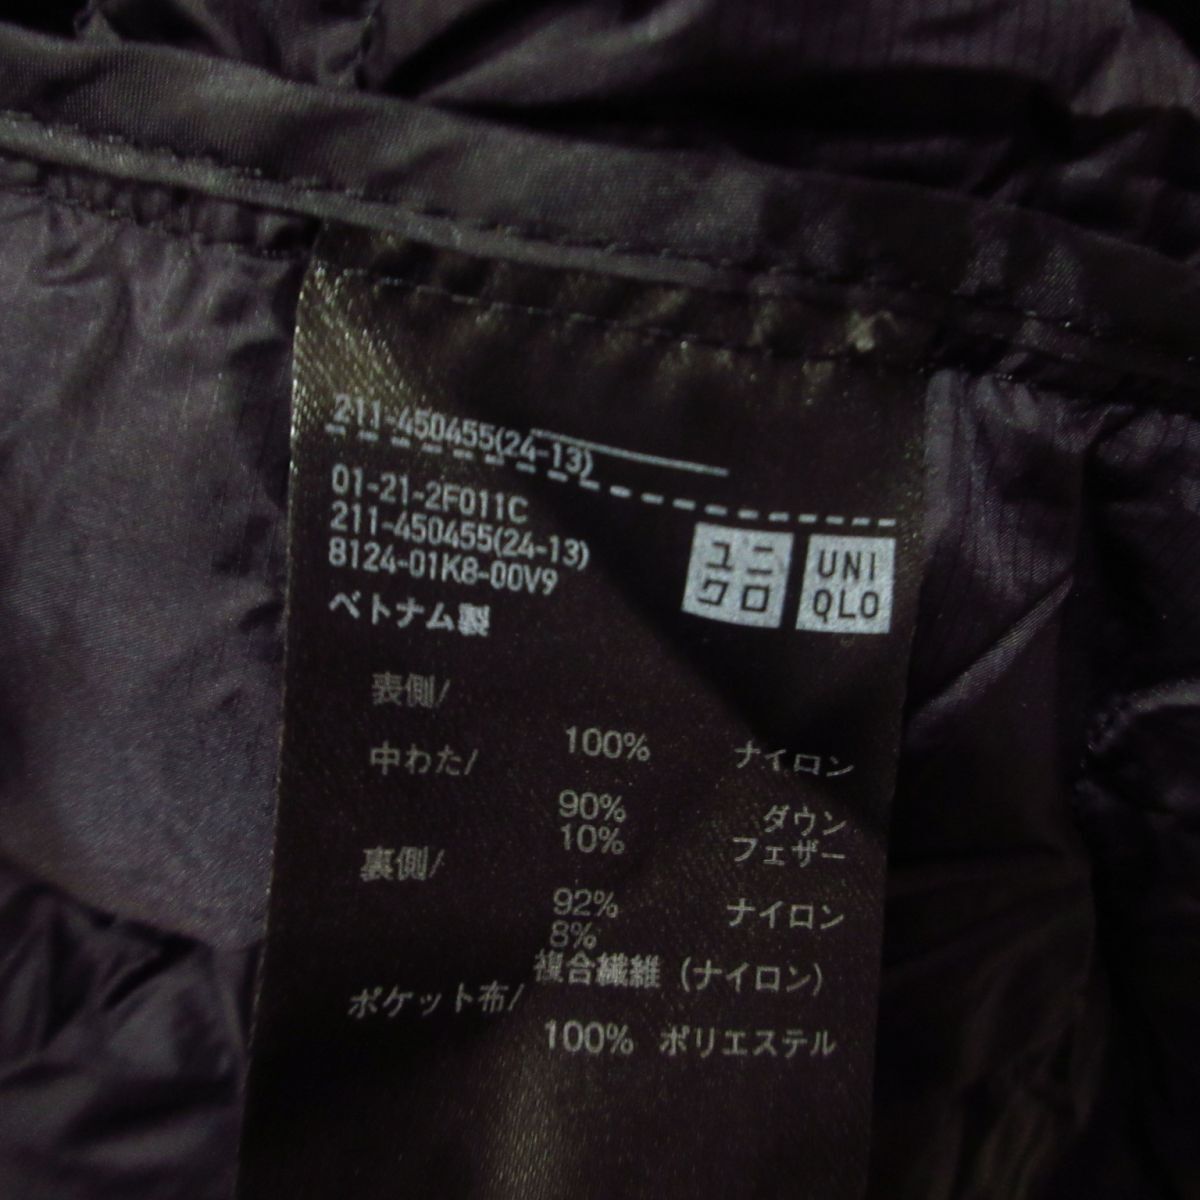 211-450455(24-13)
01-21-2F011C
211-450455(24-13)
8124-01K8-00V9
ベトナム製
ユニ
クロ
UNI
QLO
表側/
100% ナイロン
中わた/
90% ダウン
10% フェザー
裏側/
92% ナイロン
8%
複合繊維(ナイロン)
ポケット布/
100% ポリエステル